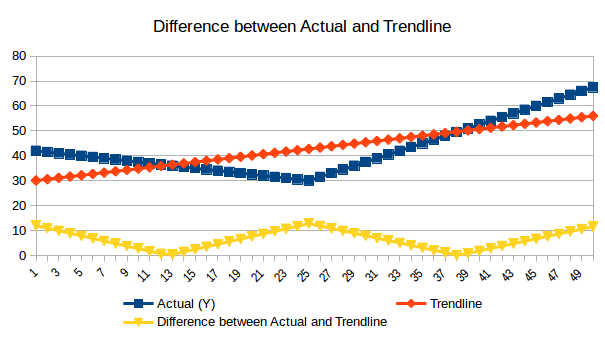 Difference between Actual and Trendline
80
70
60
50
40
30
20
10
0
1 3 5 7 9 11 13 15 17 19 21 23 25 27 29 31 33 35 37 39 41 43 45 47 49
Actual (Y) Trendline
Difference between Actual and Trendline